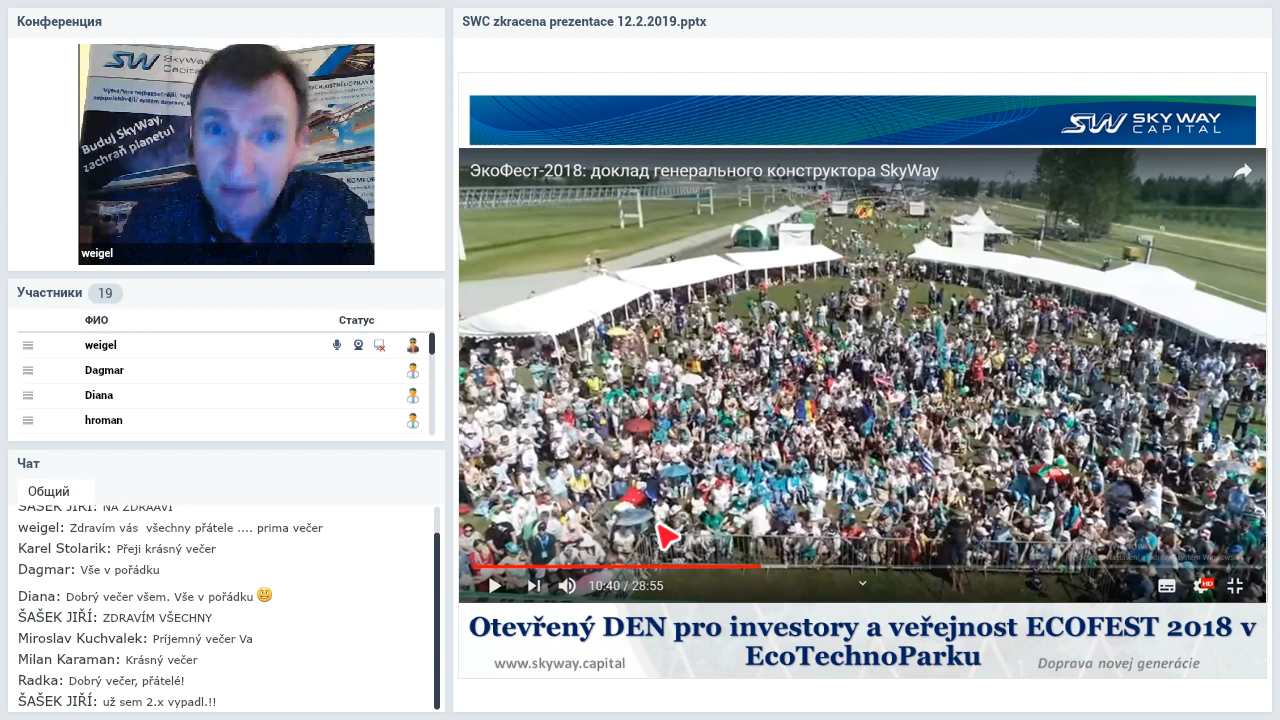 Конференция
SW SkyWay
Capital
Buduj SkyWay,
zachraň planetu!
weigel
Участники 19
ФИО Статус
weigel
Dagmar
Diana
hroman
Чат
Общий
ŠAŠEK JIŘÍ: NA ZDRAAVÍ
weigel: Zdravím vás všechny přátele .... prima večer
Karel Stolarik: Přeji krásný večer
Dagmar: Vše v pořádku
Diana: Dobrý večer všem. Vše v pořádku
ŠAŠEK JIŘÍ: ZDRAVÍM VŠECHNY
Miroslav Kuchvalek: Príjemný večer Va
Milan Karaman: Krásný večer
Radka: Dobrý večer, přátelé!
ŠAŠEK JIŘÍ: už sem 2.x vypadl.!!
SWC zkracena prezentace 12.2.2019.pptx
SW SKY WAY
CAPITAL
ЭкоФест-2018: доклад генерального конструктора SkyWay
10:40 / 28:55
HD
Otevřený DEN pro investory a veřejnost ECOFEST 2018 v
EcoTechnoParku
www.skyway.capital
Doprava novej generácie